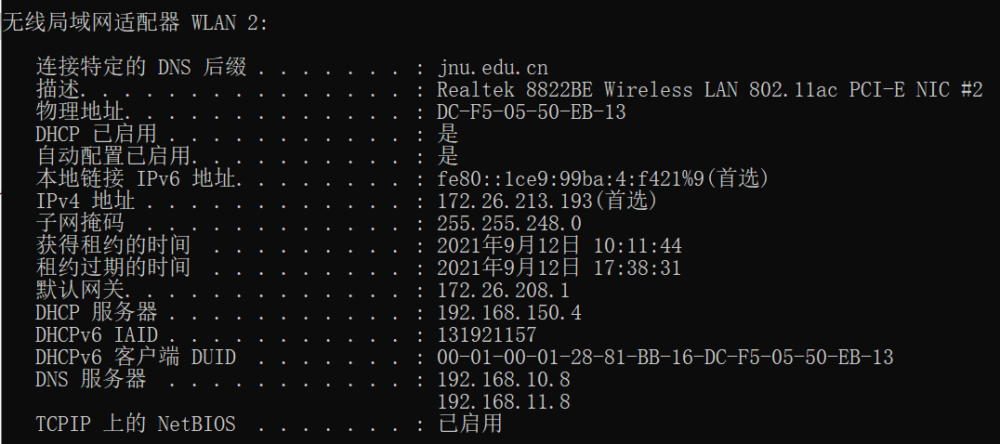 无线局域网适配器 WLAN 2:
连接特定的 DNS 后缀 . . . . . . . : jnu.edu.cn
描述. . . . . . . . . . . . . . . : Realtek 8822BE Wireless LAN 802.11ac PCI-E NIC #2
物理地址. . . . . . . . . . . . . : DC-F5-05-50-EB-13
DHCP 已启用 . . . . . . . . . . . : 是
自动配置已启用. . . . . . . . . . : 是
本地链接 IPv6 地址. . . . . . . . : fe80::1ce9:99ba:4:f421%9(首选)
IPv4 地址 . . . . . . . . . . . . : 172.26.213.193(首选)
子网掩码  . . . . . . . . . . . . : 255.255.248.0
获得租约的时间  . . . . . . . . . : 2021年9月12日 10:11:44
租约过期的时间  . . . . . . . . . : 2021年9月12日 17:38:31
默认网关. . . . . . . . . . . . . : 172.26.208.1
DHCP 服务器 . . . . . . . . . . . : 192.168.150.4
DHCPv6 IAID . . . . . . . . . . . : 131921157
DHCPv6 客户端 DUID  . . . . . . . : 00-01-00-01-28-81-BB-16-DC-F5-05-50-EB-13
DNS 服务器  . . . . . . . . . . . : 192.168.10.8
192.168.11.8
TCPIP 上的 NetBIOS  . . . . . . . : 已启用